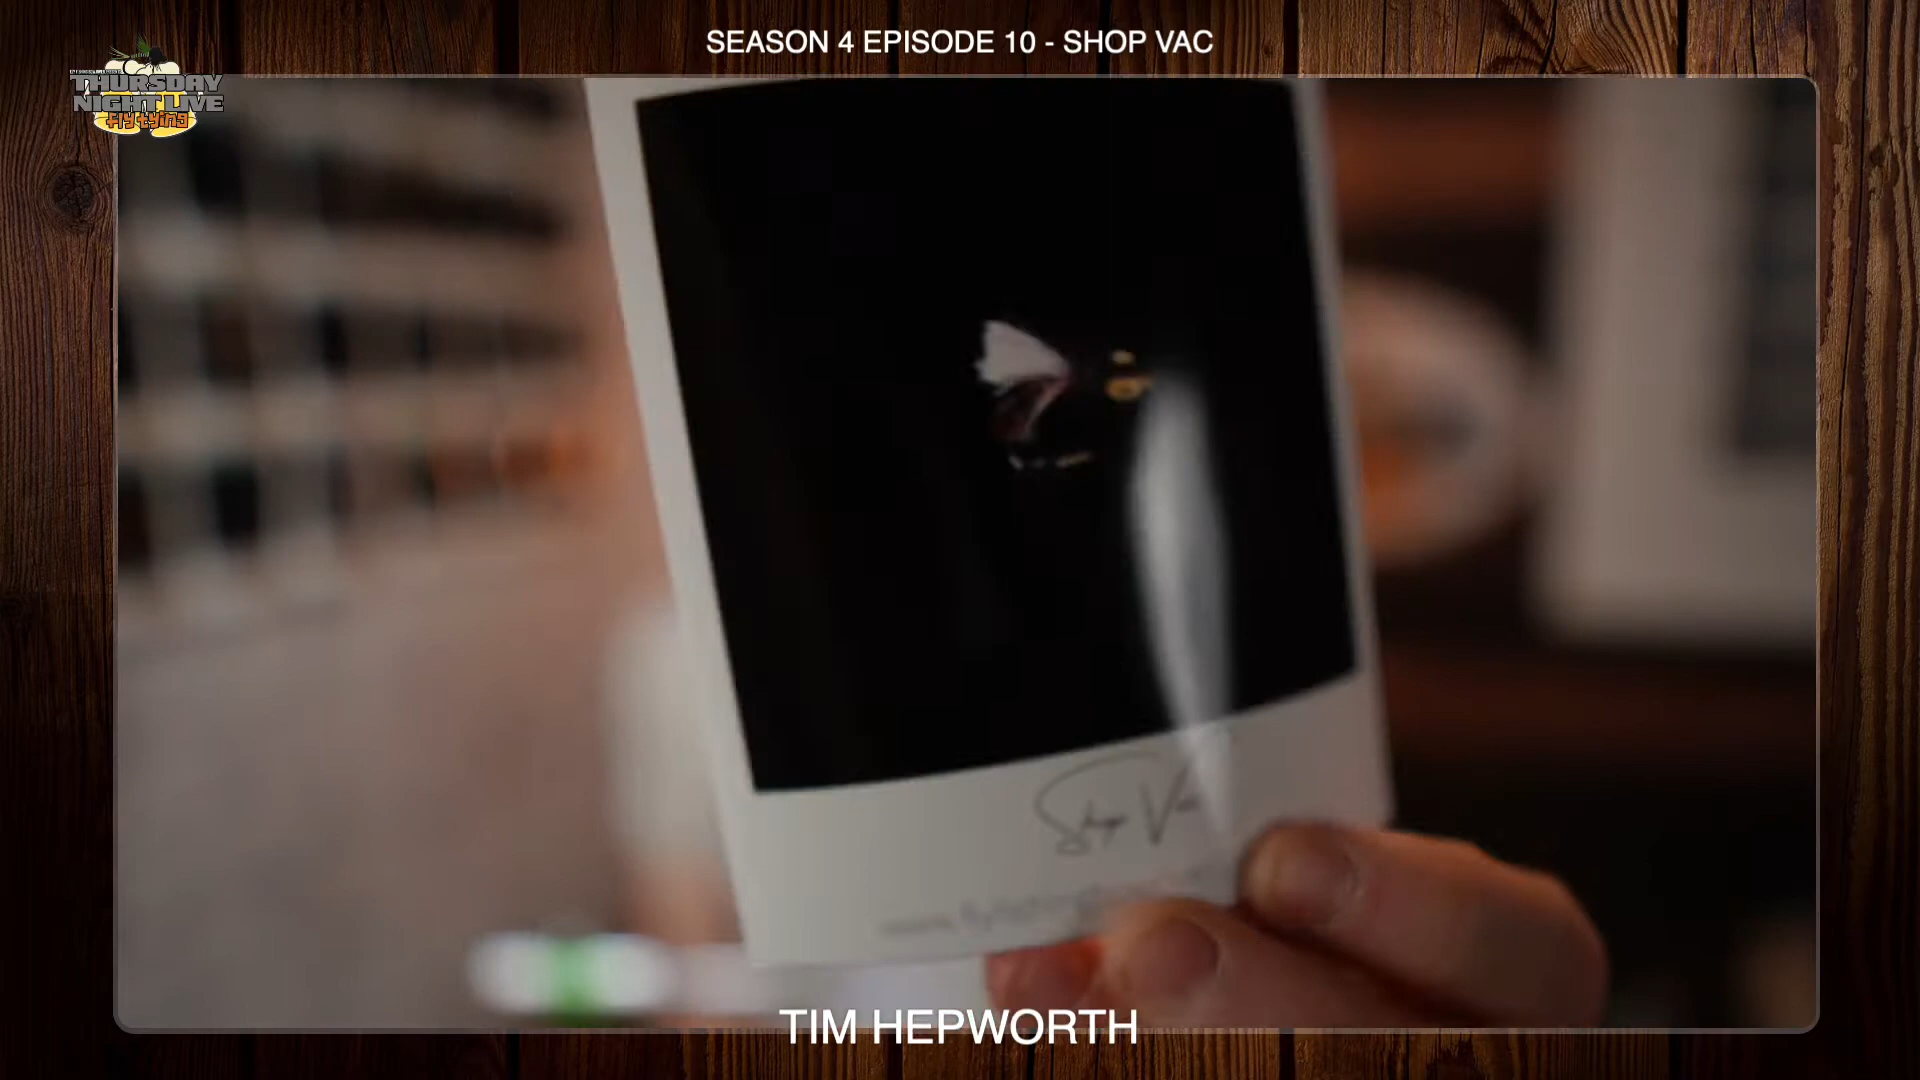 SEASON 4 EPISODE 10 - SHOP VAC
THURSDAY
NIGHT LIVE
fly tying
Shop Vac
TIM HEPWORTH